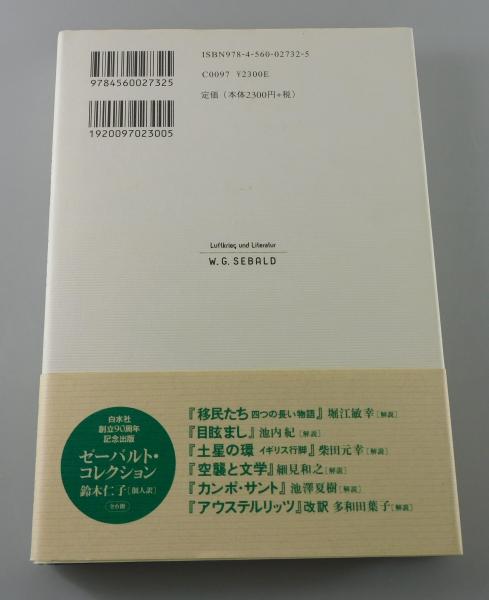 ISBN978-4-560-02732-5
C0097 ¥2300E
定価（本体2300円+税）
9784560027325
1920097023005
Luftkrieg und Literatur
W.G. SEBALD
白水社
創立90周年
記念出版
ゼーバルト・
コレクション
鈴木仁子［個人訳］
全6冊
『移民たち 四つの長い物語』 堀江敏幸［解説］
『目眩まし』 池内紀［解説］
『土星の環 イギリス行脚』 柴田元幸［解説］
『空襲と文学』 細見和之［解説］
『カンポ・サント』 池澤夏樹［解説］
『アウステルリッツ』改訳 多和田葉子［解説］